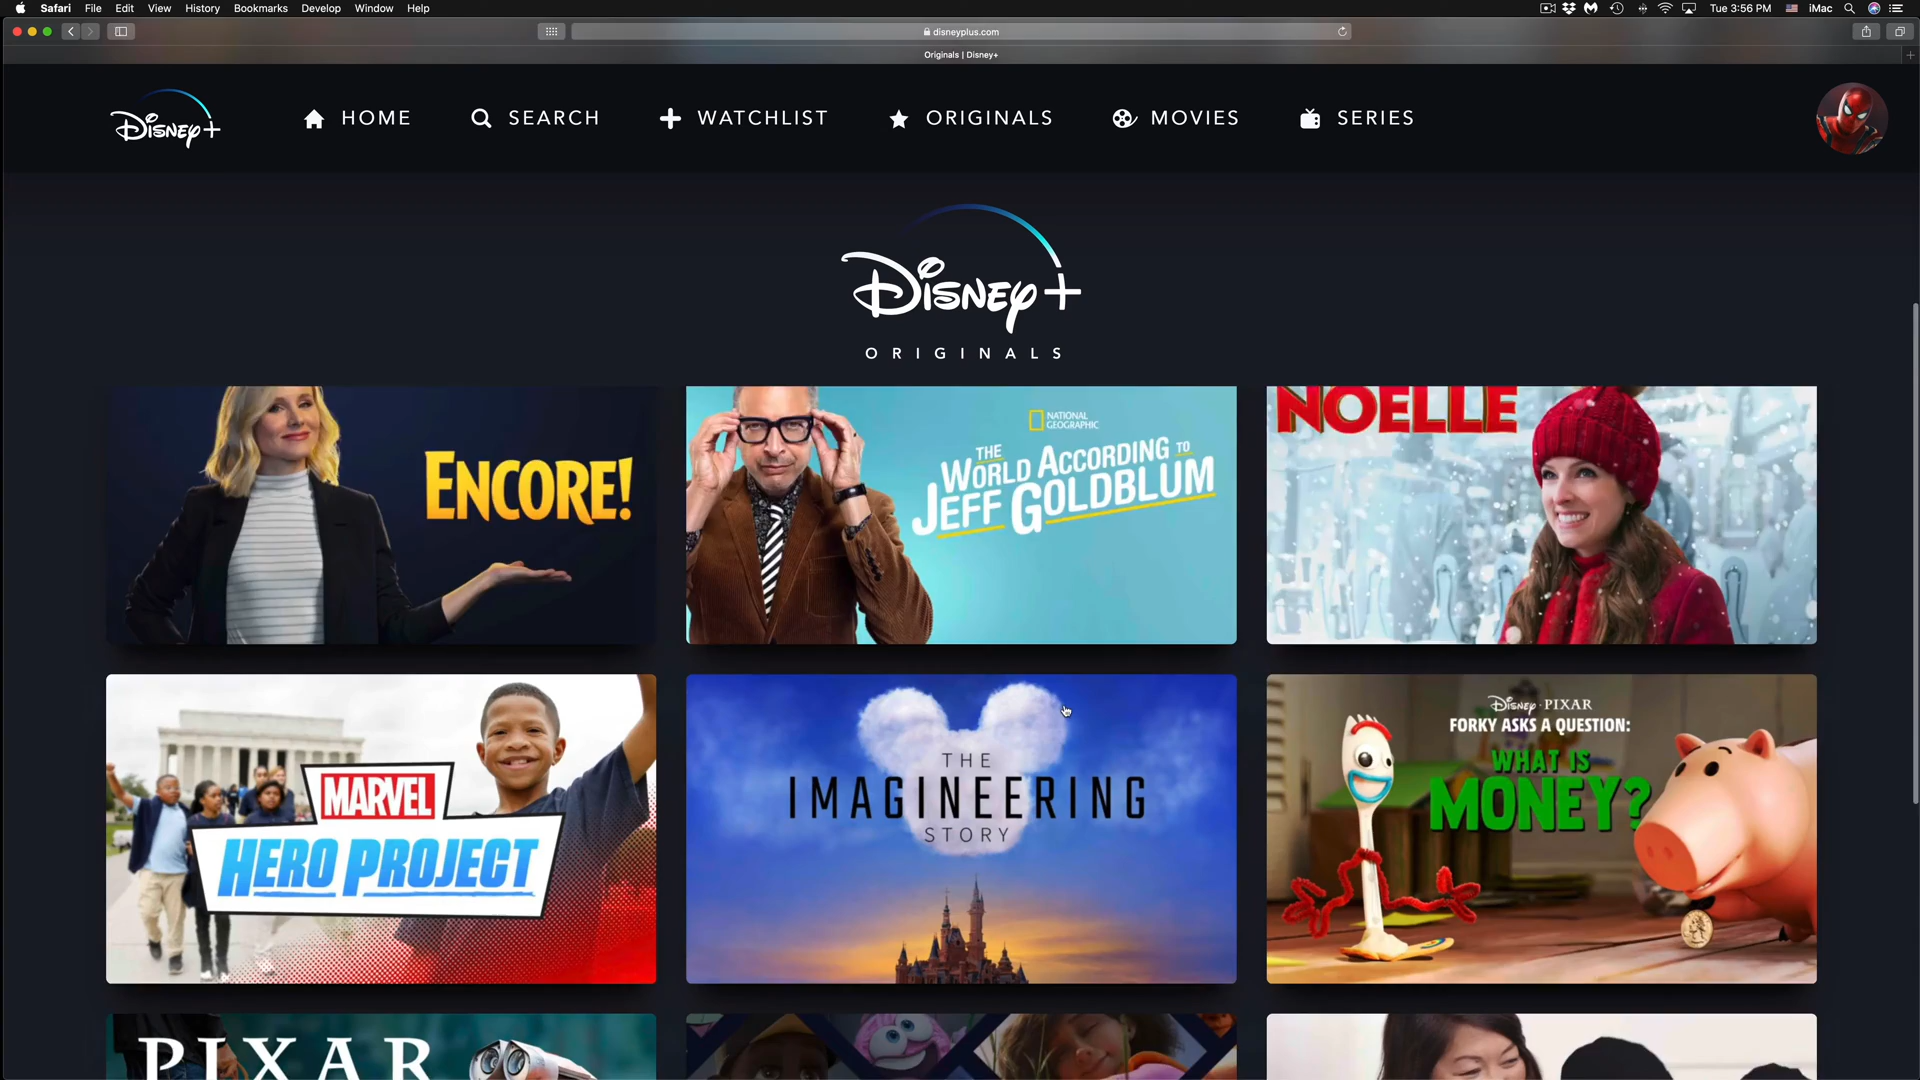 Safari File Edit View History Bookmarks Develop Window Help
Tue 3:56 PM iMac
disneyplus.com
Originals | Disney+
Disney+ HOME SEARCH WATCHLIST ORIGINALS MOVIES SERIES
Disney+
ORIGINALS
ENCORE!
NATIONAL
GEOGRAPHIC
THE
WORLD ACCORDING TO
JEFF GOLDBLUM
NOELLE
MARVEL
HERO PROJECT
THE
IMAGINEERING
STORY
Disney · PIXAR
FORKY ASKS A QUESTION:
WHAT IS
MONEY?
PIXAR